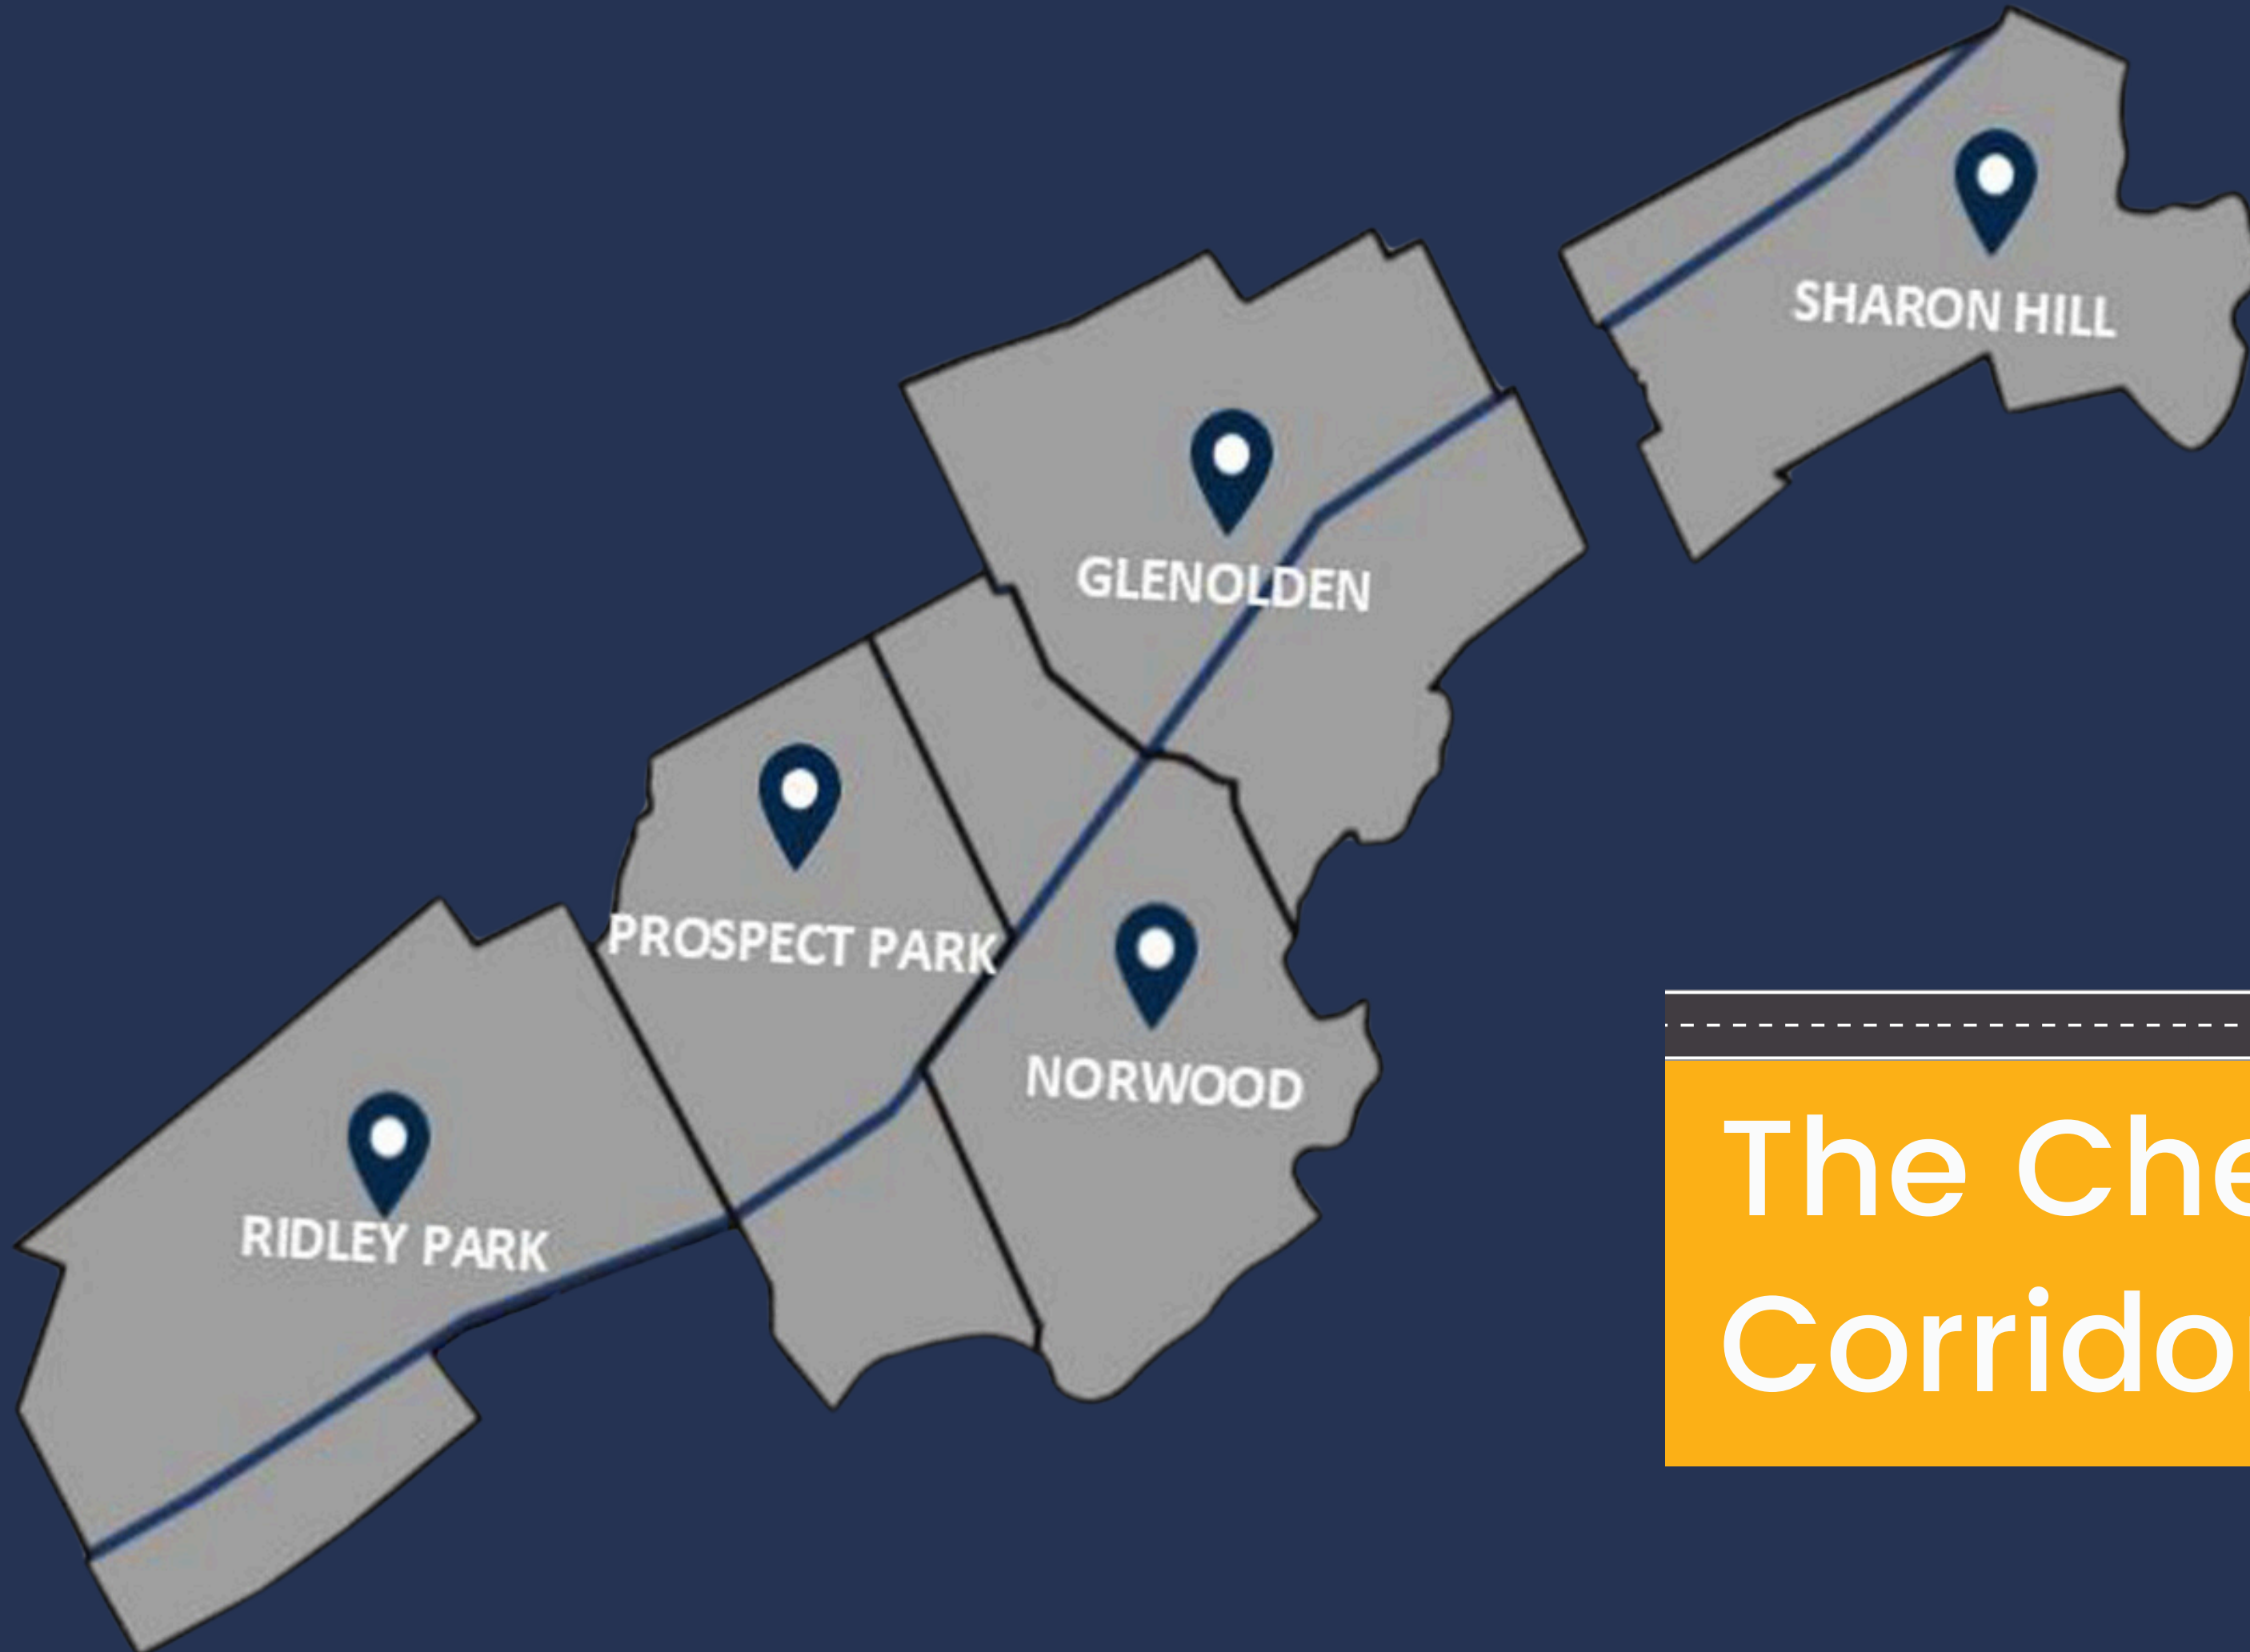 SHARON HILL
GLENOLDEN
PROSPECT PARK
NORWOOD
RIDLEY PARK
The Che
Corrido